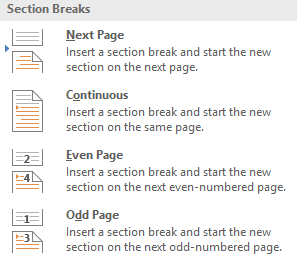 Section Breaks
Next Page
Insert a section break and start the new
section on the next page.
Continuous
Insert a section break and start the new
section on the same page.
2
4
Even Page
Insert a section break and start the new
section on the next even-numbered page.
1
3
Odd Page
Insert a section break and start the new
section on the next odd-numbered page.